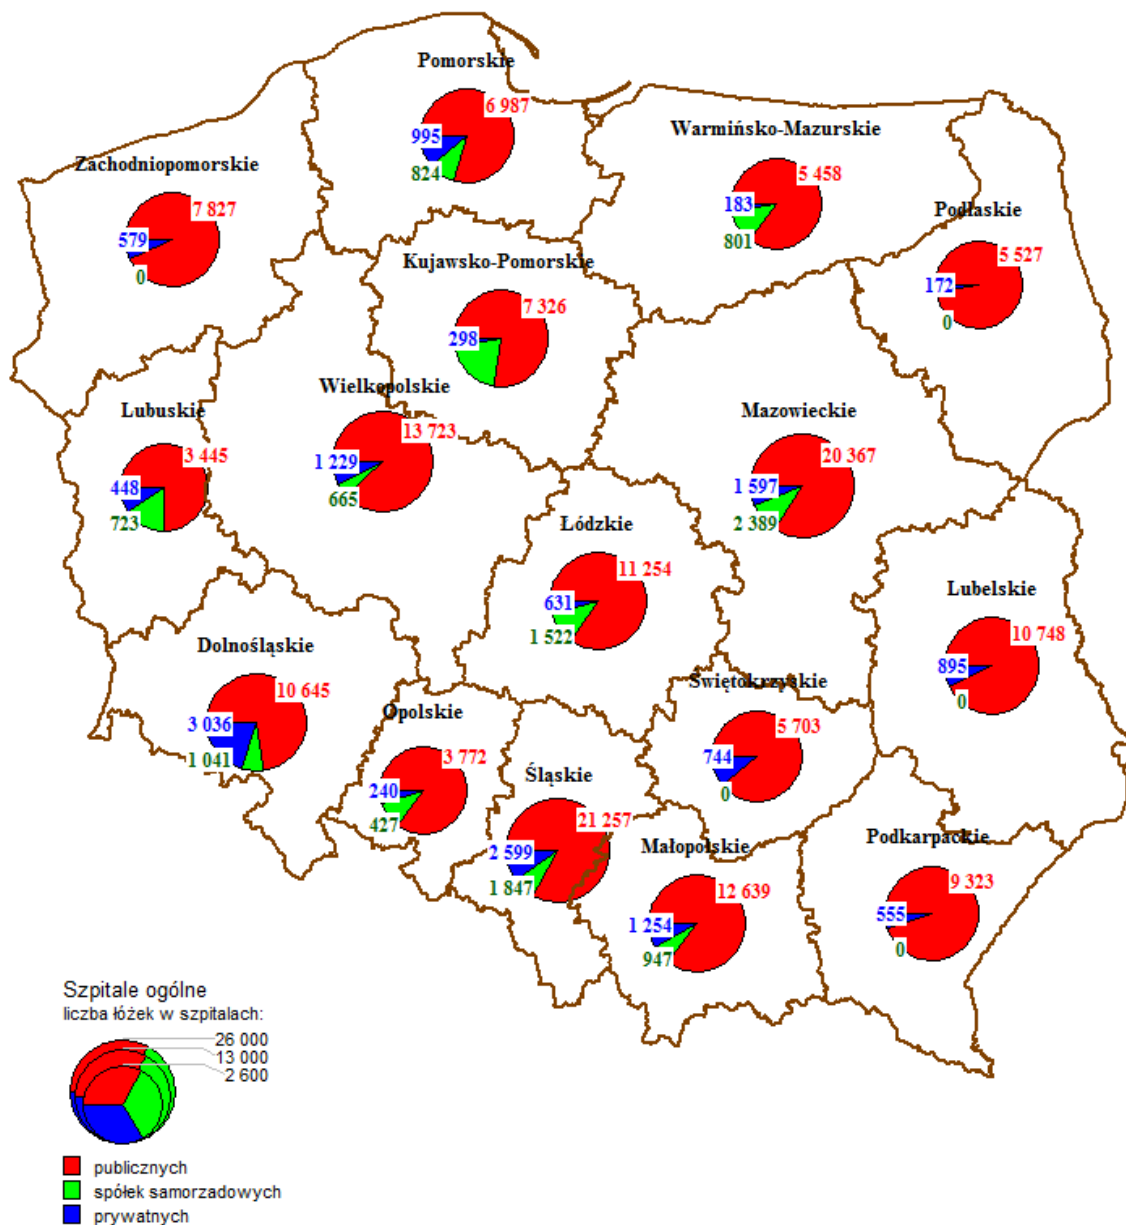 Pomorskie
6 987
995
824
Warmińsko-Mazurskie
5 458
183
801
Zachodniopomorskie
7 827
579
0
Podlaskie
5 527
172
0
Kujawsko-Pomorskie
7 326
298
Wielkopolskie
13 723
1 229
665
Lubuskie
3 445
448
723
Mazowieckie
20 367
1 597
2 389
Łódzkie
11 254
631
1 522
Lubelskie
10 748
895
0
Dolnośląskie
10 645
3 036
1 041
Świętokrzyskie
5 703
744
0
Opolskie
3 772
240
427
Śląskie
21 257
2 599
1 847
Małopolskie
12 639
1 254
947
Podkarpackie
9 323
555
0
Szpitale ogólne
liczba łóżek w szpitalach:
26 000
13 000
2 600
publicznych
spółek samorzadowych
prywatnych